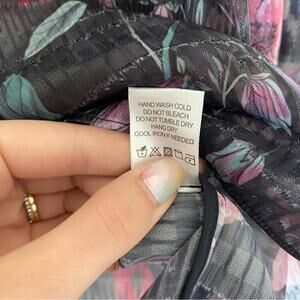 HAND WASH COLD
DO NOT BLEACH
DO NOT TUMBLE DRY
HANG DRY
COOL IRON IF NEEDED